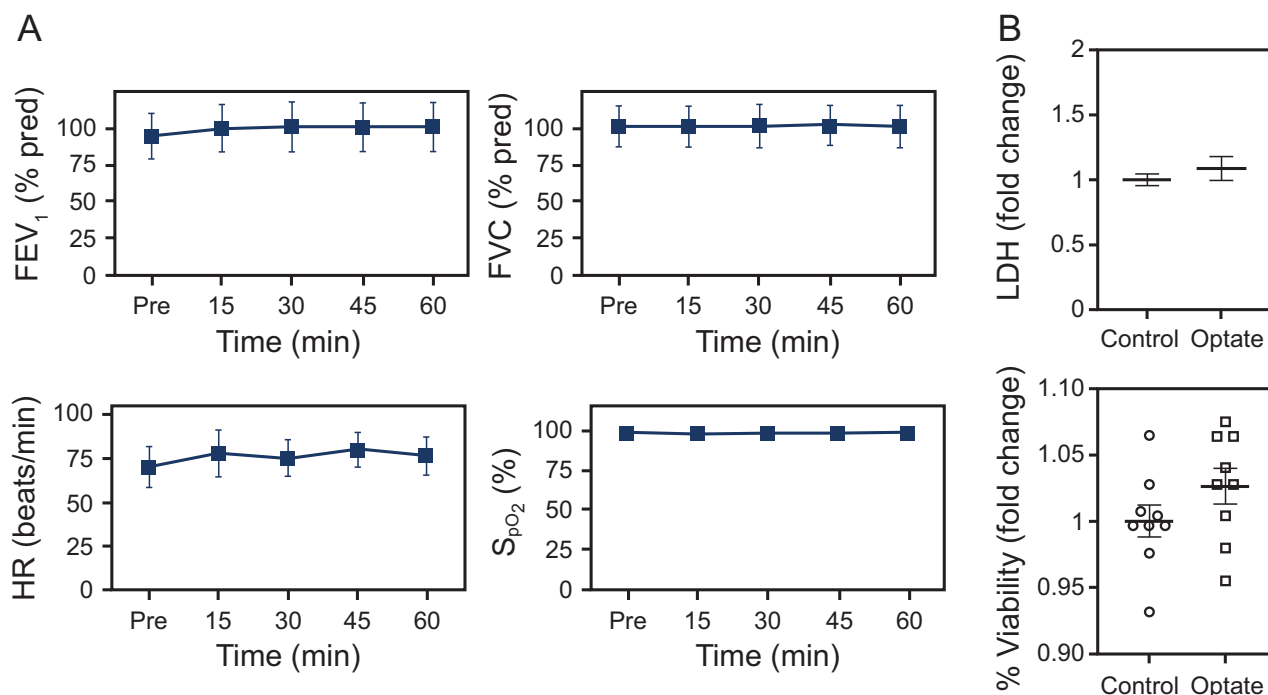 A
FEV1 (% pred)
100
75
50
25
0
Pre 15 30 45 60
Time (min)
FVC (% pred)
100
75
50
25
0
Pre 15 30 45 60
Time (min)
HR (beats/min)
100
75
50
25
0
Pre 15 30 45 60
Time (min)
SpO2 (%)
100
75
50
25
0
Pre 15 30 45 60
Time (min)
B
LDH (fold change)
2
1.5
1
0.5
0
Control Optate
% Viability (fold change)
1.10
1.05
1
0.95
0.90
Control Optate